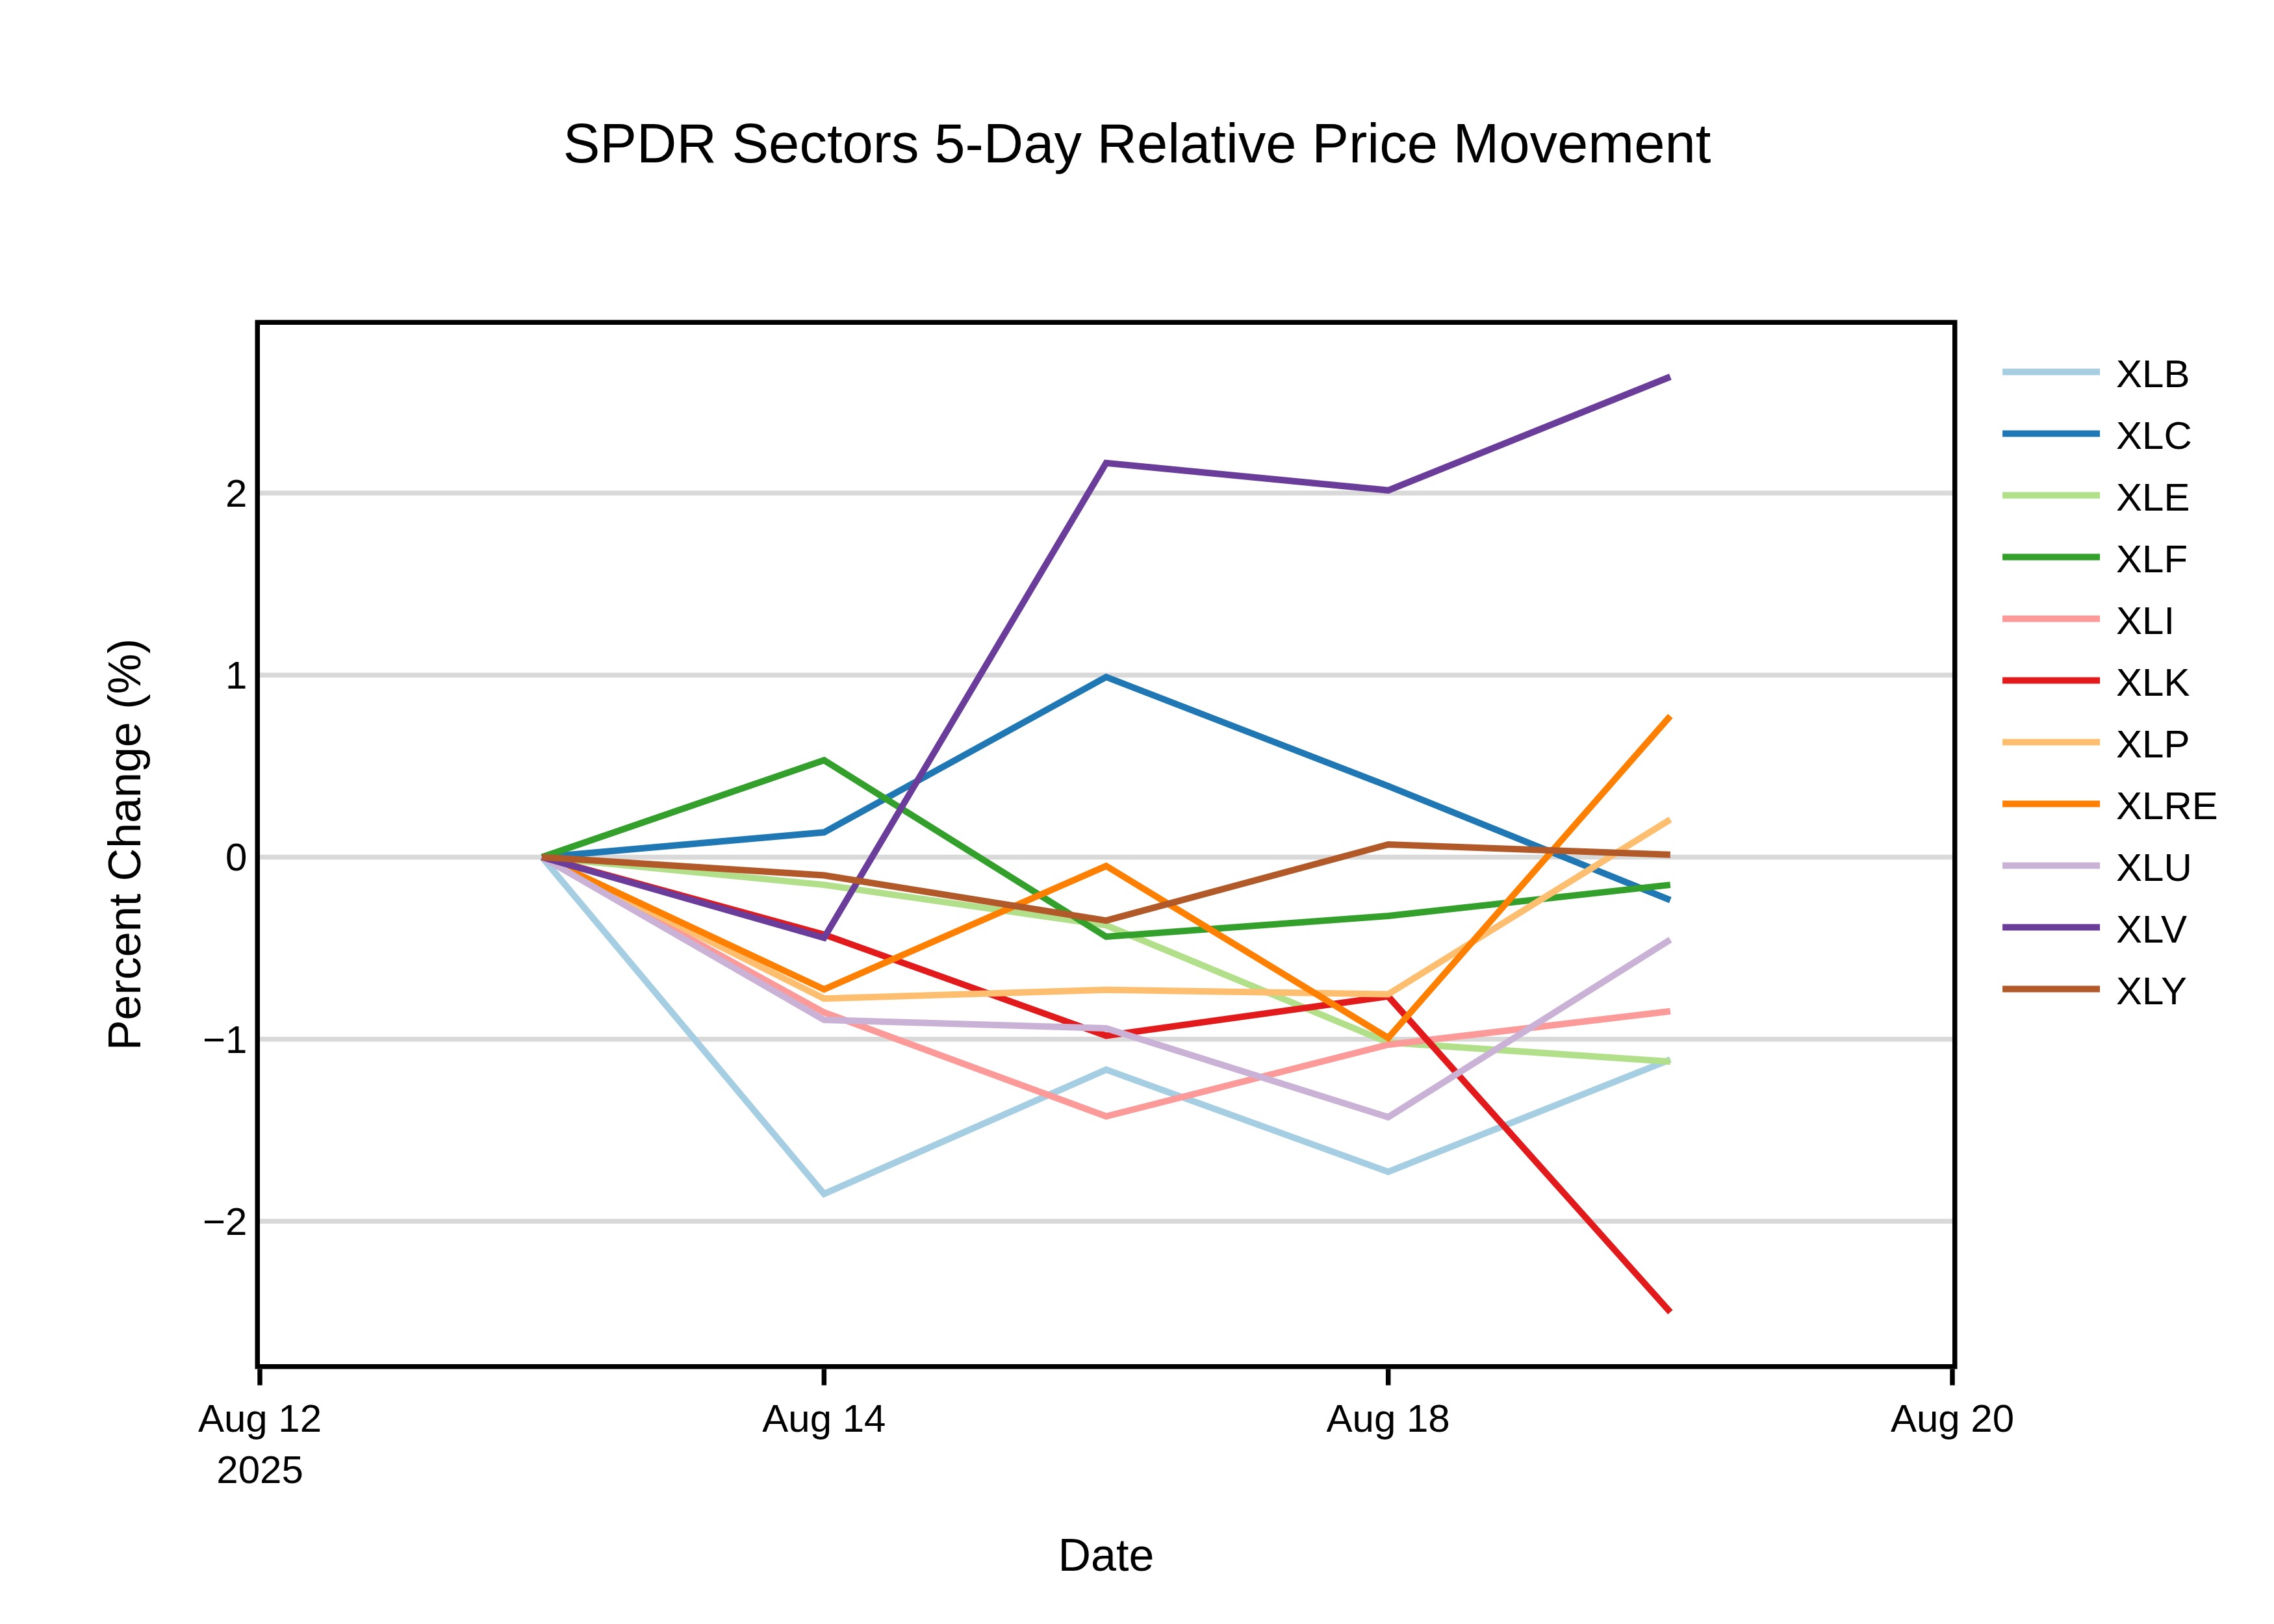 SPDR Sectors 5-Day Relative Price Movement
Percent Change (%)
2
1
0
−1
−2
Aug 12
2025
Aug 14
Aug 18
Aug 20
Date
XLB
XLC
XLE
XLF
XLI
XLK
XLP
XLRE
XLU
XLV
XLY